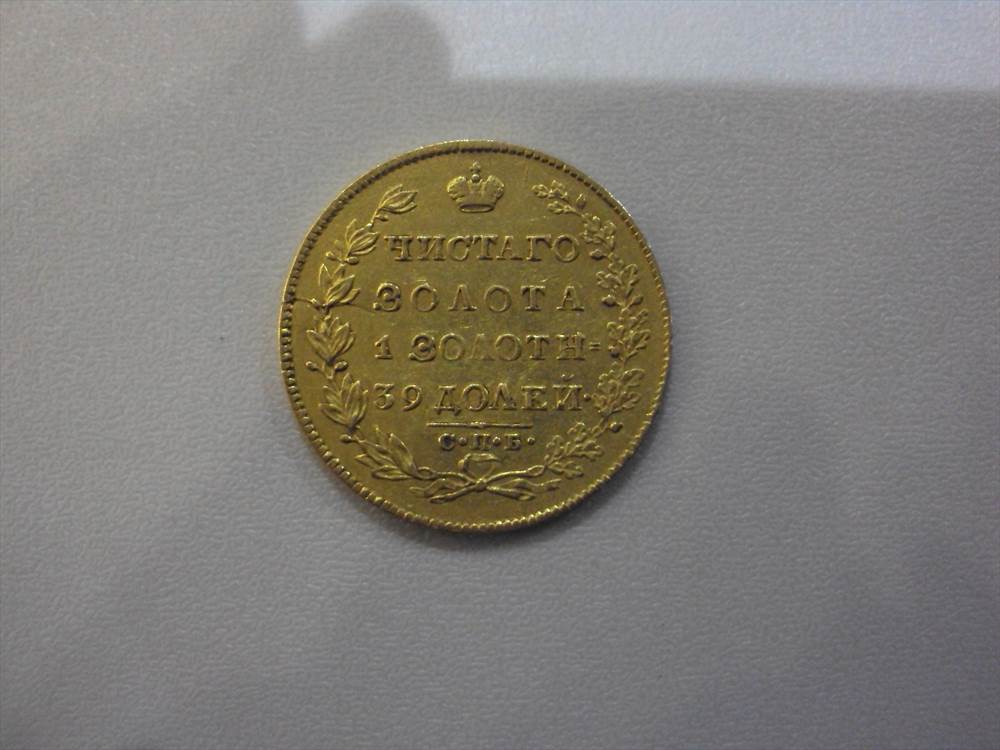 ЧИСТАГО
ЗОЛОТА
1 ЗОЛОТН=
39 ДОЛЕЙ·
С·П·Б·